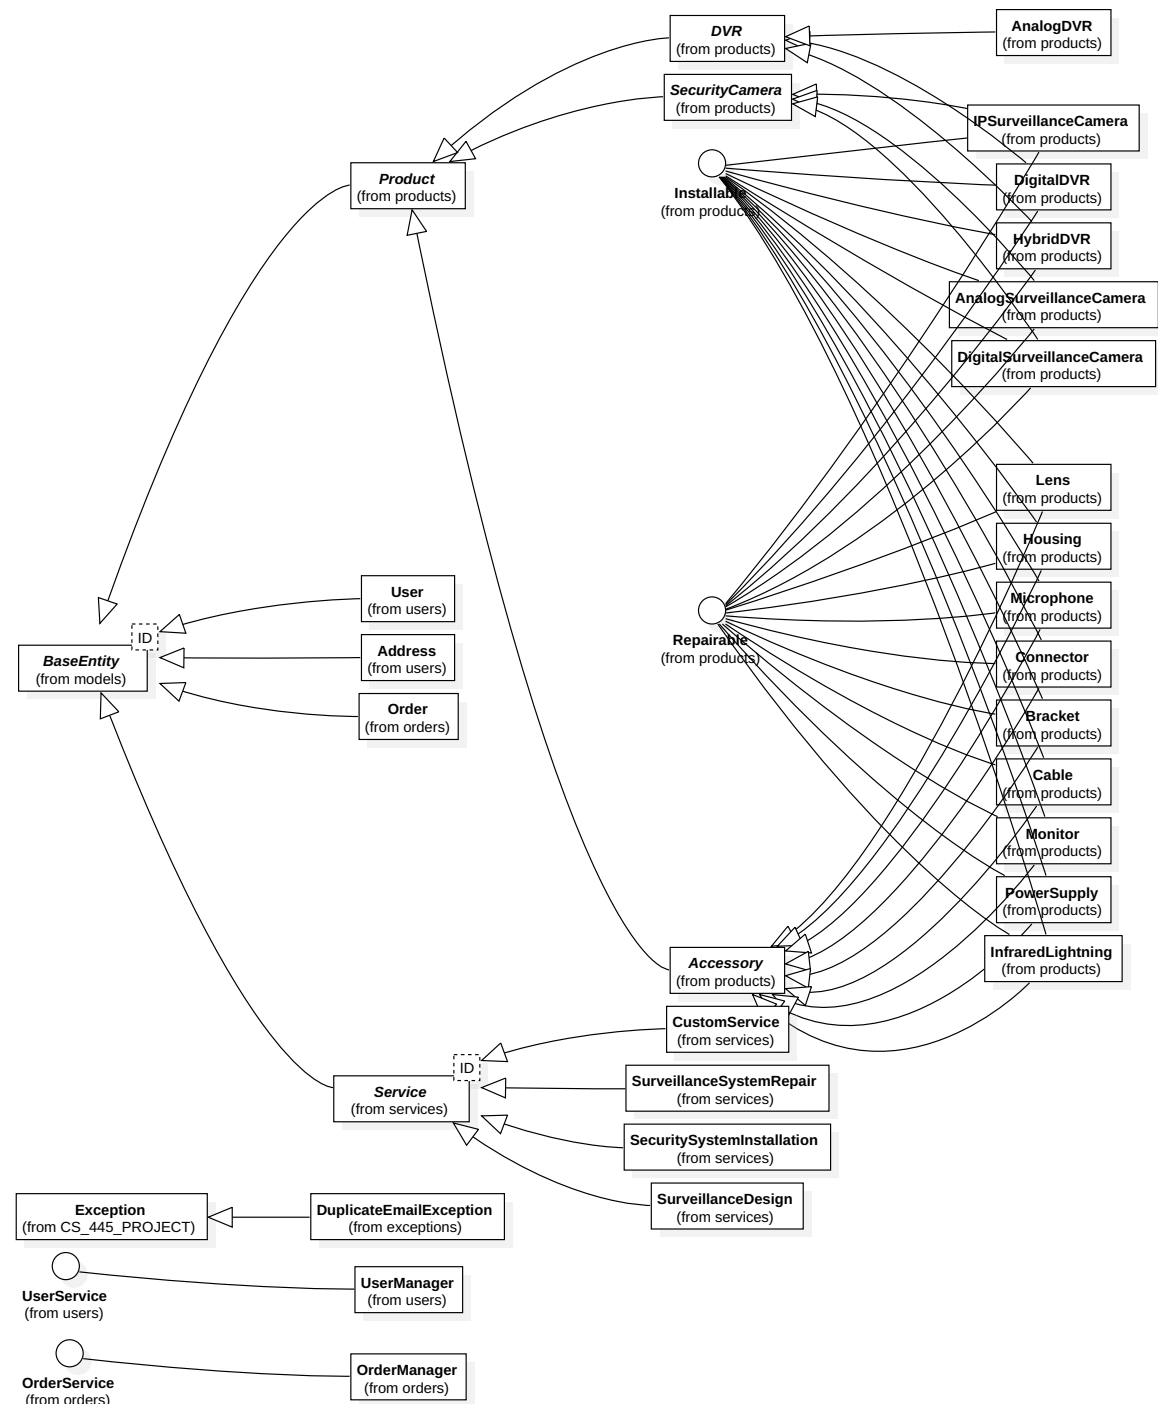 DVR
(from products)
AnalogDVR
(from products)
SecurityCamera
(from products)
IPSurveillanceCamera
(from products)
Product
(from products)
Installable
(from products)
DigitalDVR
(from products)
HybridDVR
(from products)
AnalogSurveillanceCamera
(from products)
DigitalSurveillanceCamera
(from products)
Lens
(from products)
Housing
(from products)
Microphone
(from products)
Connector
(from products)
Bracket
(from products)
Cable
(from products)
Monitor
(from products)
PowerSupply
(from products)
InfraredLightning
(from products)
Repairable
(from products)
User
(from users)
Address
(from users)
Order
(from orders)
ID
BaseEntity
(from models)
Accessory
(from products)
CustomService
(from services)
ID
Service
(from services)
SurveillanceSystemRepair
(from services)
SecuritySystemInstallation
(from services)
SurveillanceDesign
(from services)
Exception
(from CS_445_PROJECT)
DuplicateEmailException
(from exceptions)
UserService
(from users)
UserManager
(from users)
OrderService
(from orders)
OrderManager
(from orders)